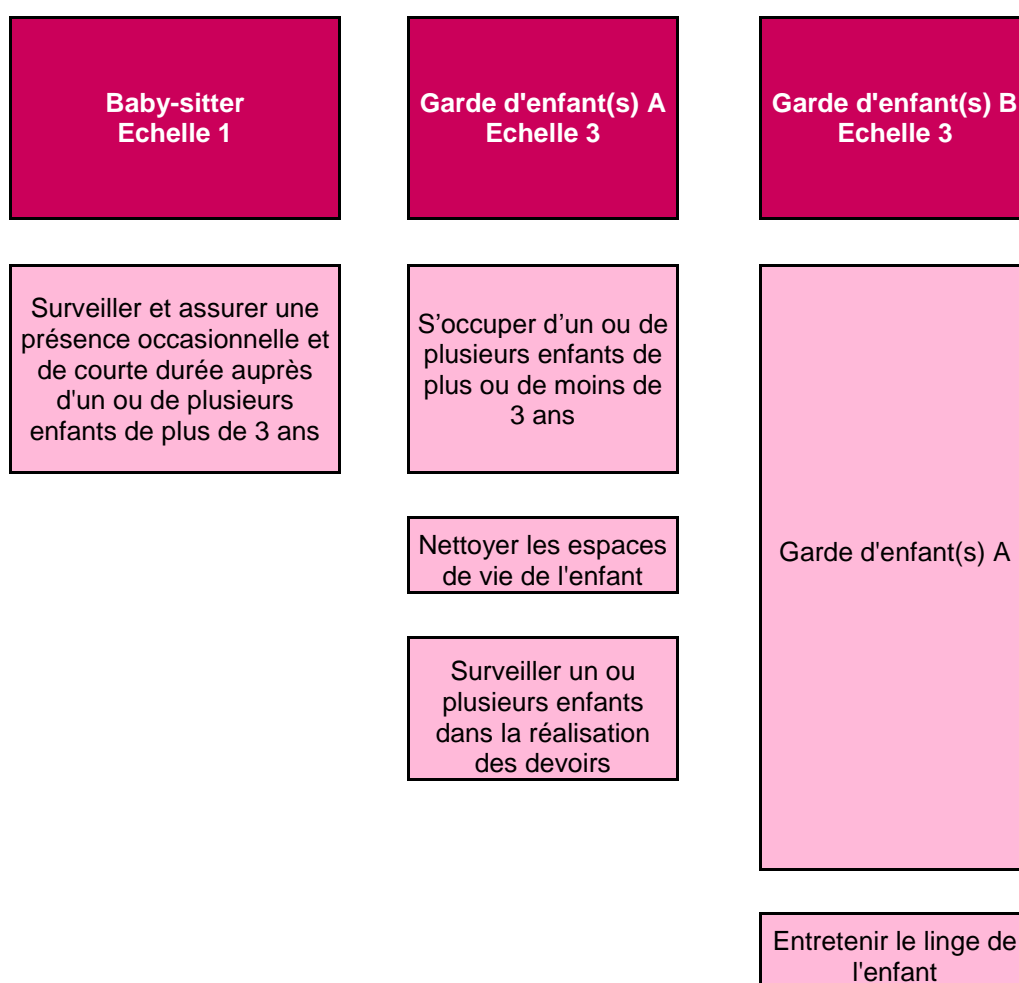 Baby-sitter
Echelle 1
Garde d'enfant(s) A
Echelle 3
Garde d'enfant(s) B
Echelle 3
Surveiller et assurer une
présence occasionnelle et
de courte durée auprès
d'un ou de plusieurs
enfants de plus de 3 ans
S’occuper d’un ou de
plusieurs enfants de
plus ou de moins de
3 ans
Nettoyer les espaces
de vie de l'enfant
Surveiller un ou
plusieurs enfants
dans la réalisation
des devoirs
Garde d'enfant(s) A
Entretenir le linge de
l'enfant